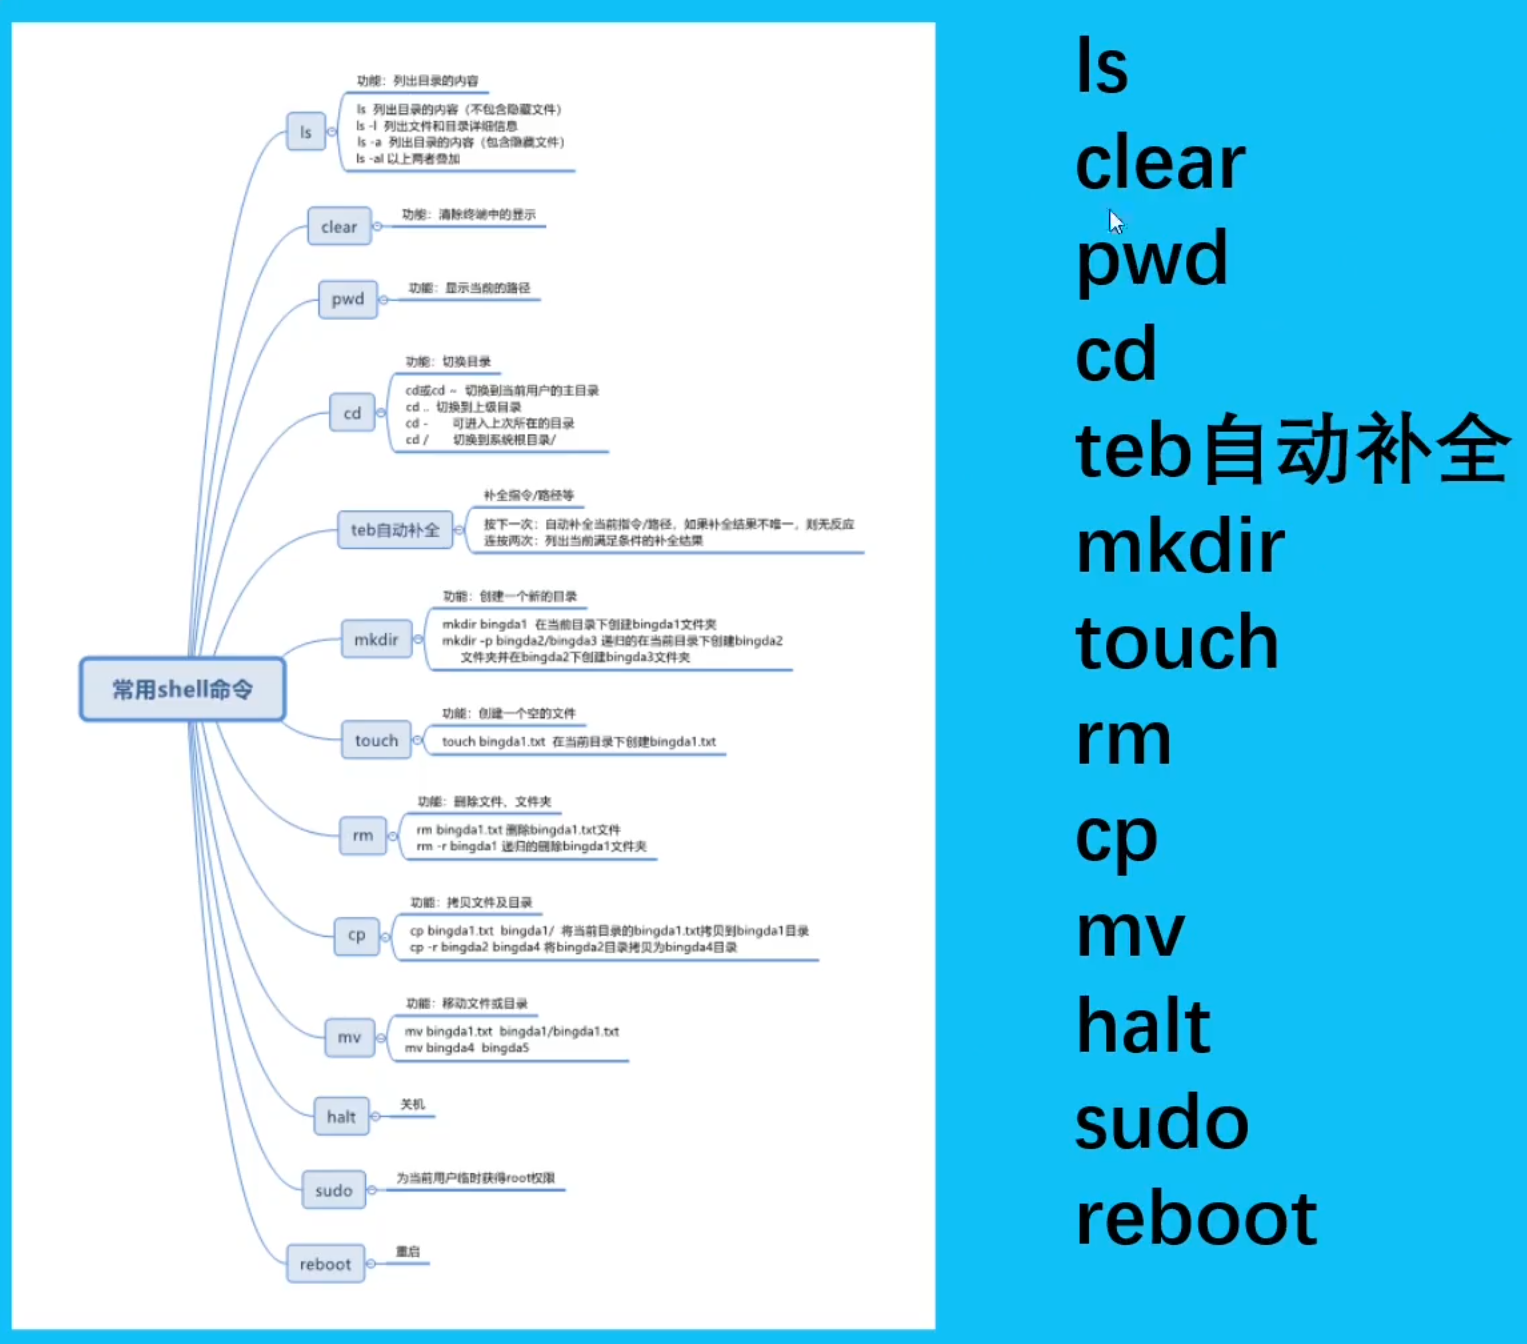 常用shell命令
ls
功能：列出目录的内容
ls 列出目录的内容（不包含隐藏文件）
ls -l 列出文件和目录详细信息
ls -a 列出目录的内容（包含隐藏文件）
ls -al 以上两者叠加
clear
功能：清除终端中的显示
pwd
功能：显示当前的路径
cd
功能：切换目录
cd或cd ~ 切换到当前用户的主目录
cd .. 切换到上级目录
cd - 可进入上次所在的目录
cd / 切换到系统根目录/
teb自动补全
补全指令/路径等
按下一次：自动补全当前指令/路径，如果补全结果不唯一，则无反应
连按两次：列出当前满足条件的补全结果
mkdir
功能：创建一个新的目录
mkdir bingda1 在当前目录下创建bingda1文件夹
mkdir -p bingda2/bingda3 递归的在当前目录下创建bingda2
文件夹并在bingda2下创建bingda3文件夹
touch
功能：创建一个空的文件
touch bingda1.txt 在当前目录下创建bingda1.txt
rm
功能：删除文件、文件夹
rm bingda1.txt 删除bingda1.txt文件
rm -r bingda1 递归的删除bingda1文件夹
cp
功能：拷贝文件及目录
cp bingda1.txt bingda1/ 将当前目录的bingda1.txt拷贝到bingda1目录
cp -r bingda2 bingda4 将bingda2目录拷贝为bingda4目录
mv
功能：移动文件或目录
mv bingda1.txt bingda1/bingda1.txt
mv bingda4 bingda5
halt
关机
sudo
为当前用户临时获得root权限
reboot
重启
ls
clear
pwd
cd
teb自动补全
mkdir
touch
rm
cp
mv
halt
sudo
reboot